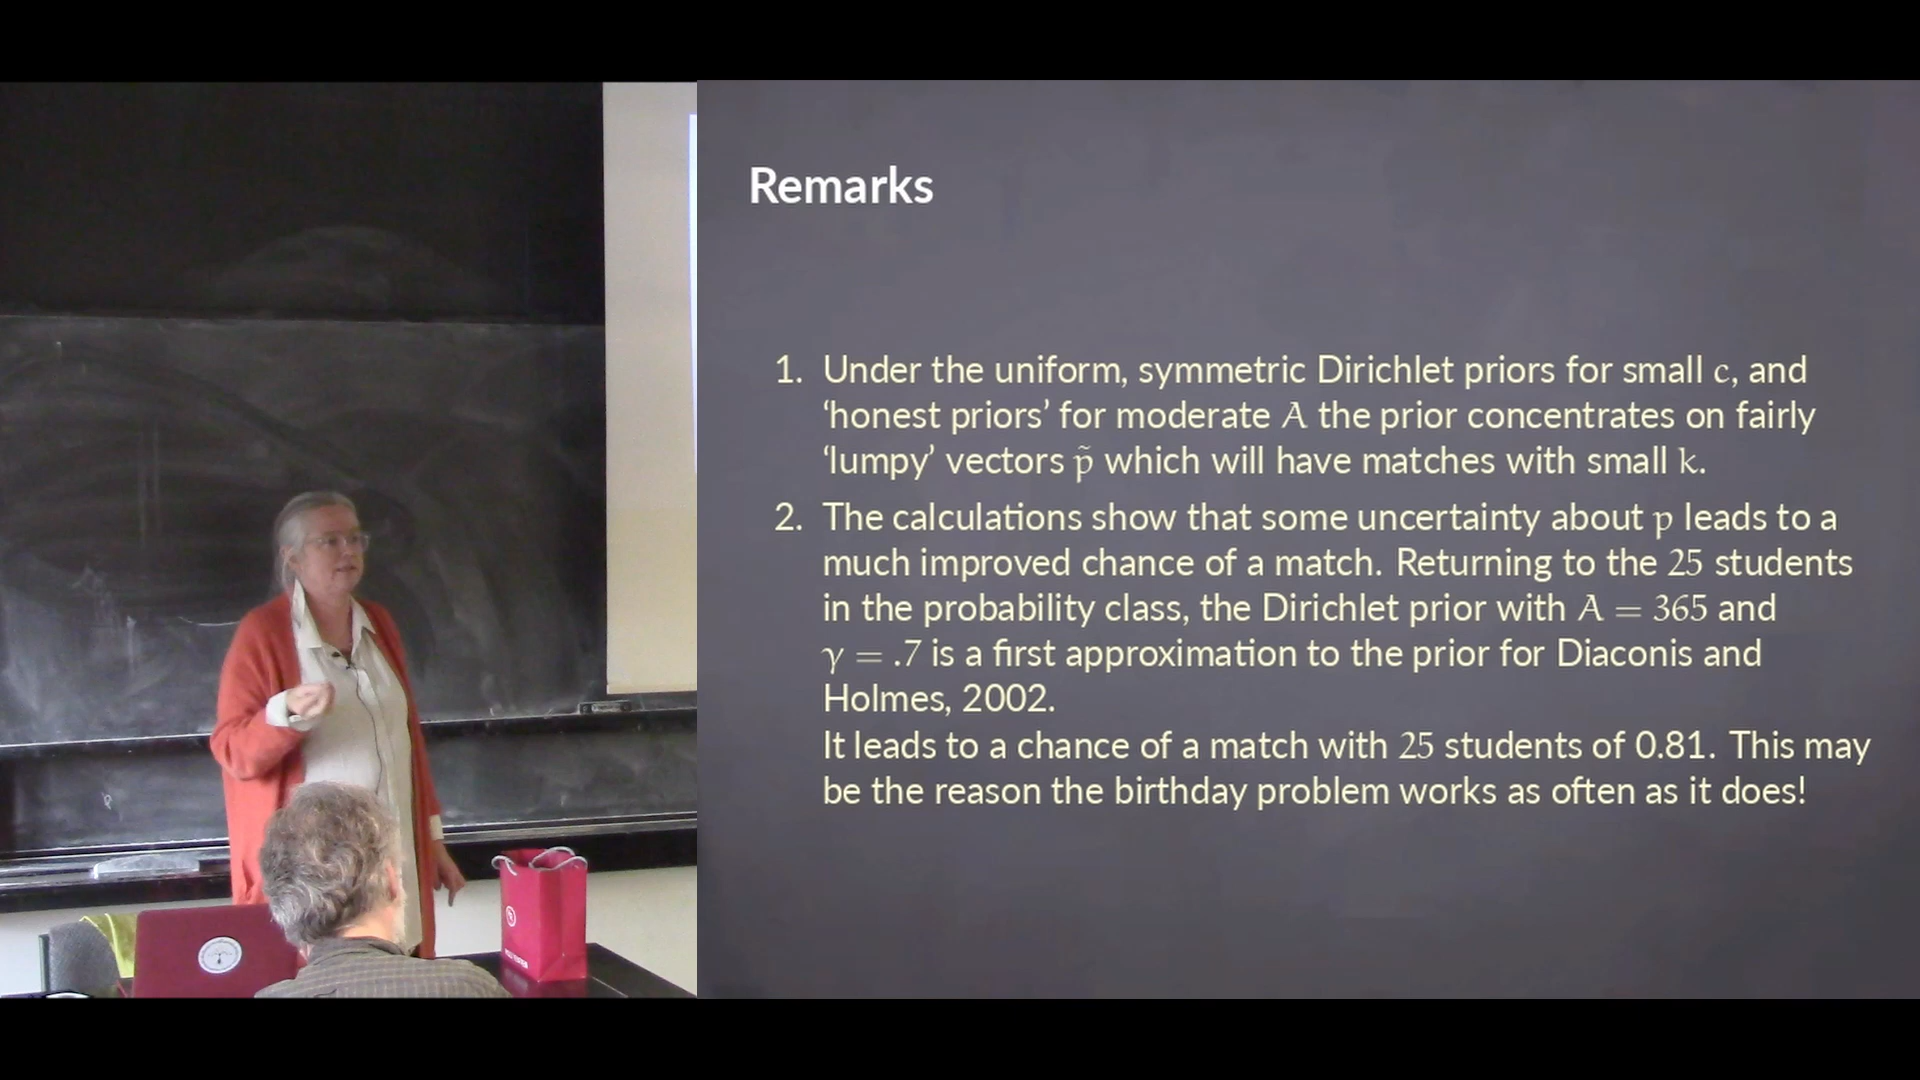 Remarks
1. Under the uniform, symmetric Dirichlet priors for small c, and
‘honest priors’ for moderate A the prior concentrates on fairly
‘lumpy’ vectors p̃ which will have matches with small k.
2. The calculations show that some uncertainty about p leads to a
much improved chance of a match. Returning to the 25 students
in the probability class, the Dirichlet prior with A = 365 and
γ = .7 is a first approximation to the prior for Diaconis and
Holmes, 2002.
It leads to a chance of a match with 25 students of 0.81. This may
be the reason the birthday problem works as often as it does!